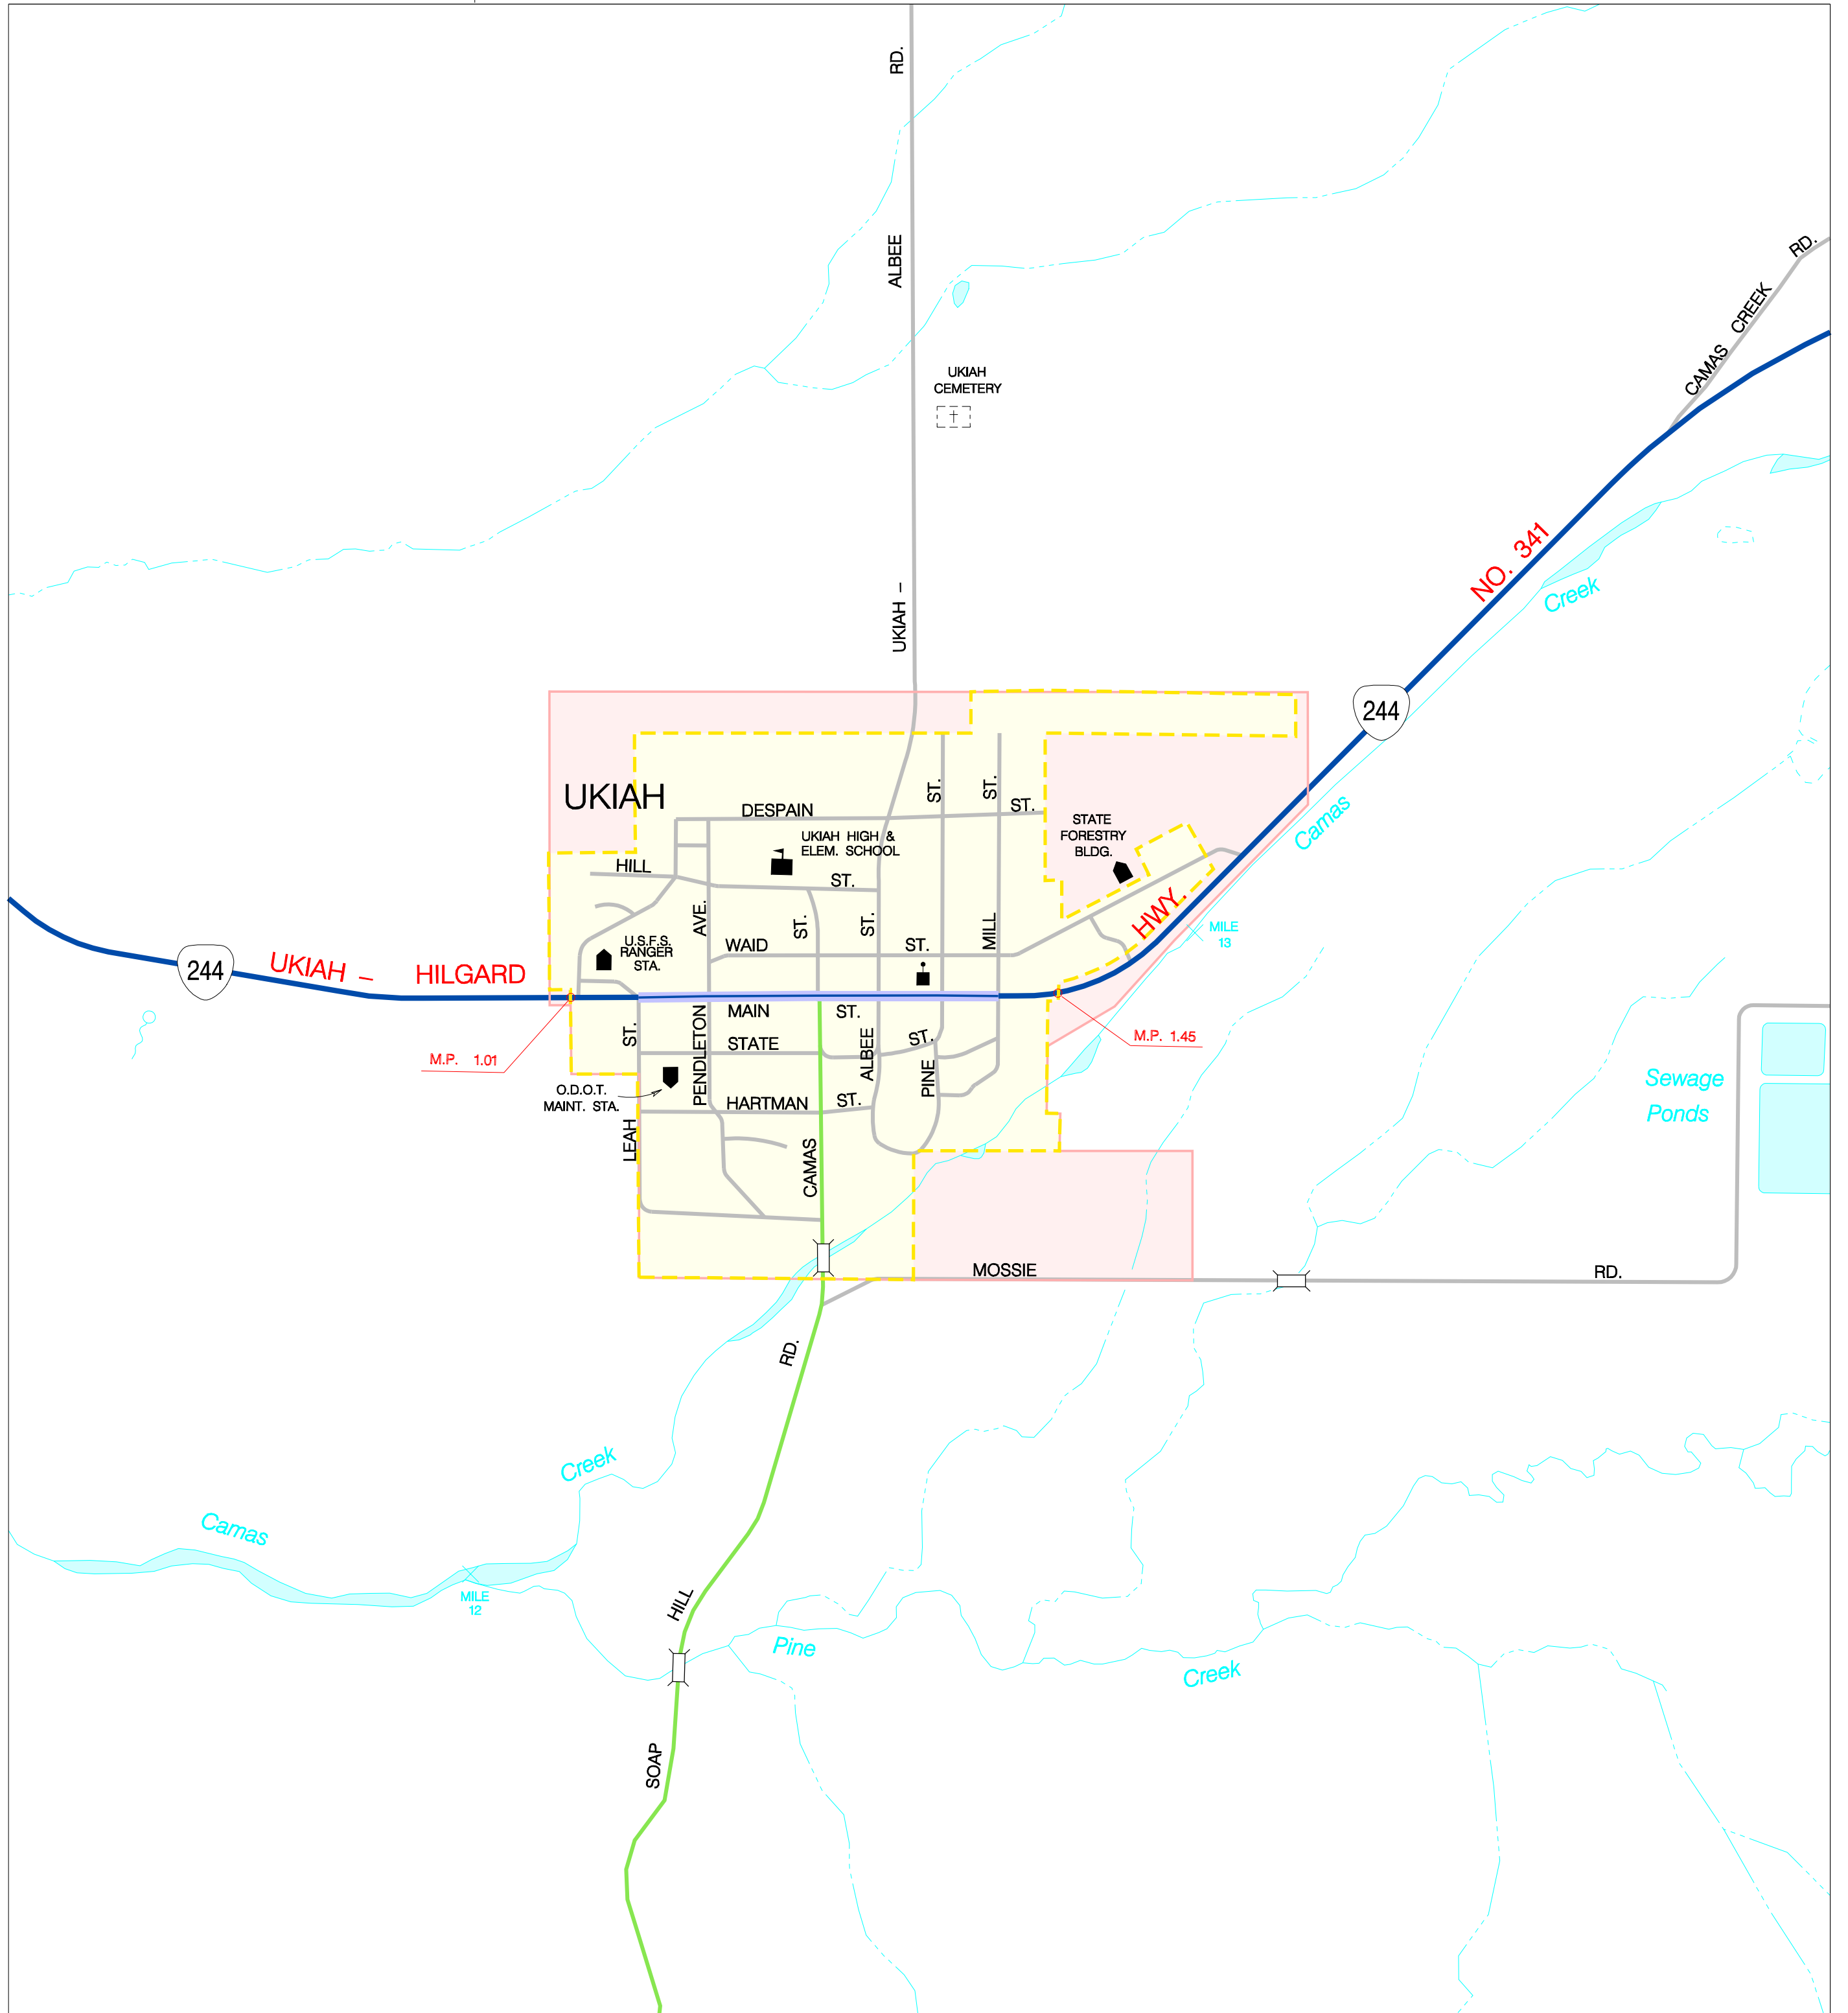 RD.
ALBEE
UKIAH -
RD.
CREEK
CAMAS
UKIAH
CEMETERY
NO. 341
Creek
244
Camas
UKIAH
DESPAIN ST.
ST.
ST.
UKIAH HIGH &
ELEM. SCHOOL
STATE
FORESTRY
BLDG.
HILL ST.
HWY.
MILE
13
AVE.
ST.
ST.
MILL
U.S.F.S.
RANGER
STA.
WAID ST.
244
UKIAH - HILGARD
MAIN ST.
M.P. 1.01
M.P. 1.45
ST.
STATE ST.
PENDLETON
ALBEE
PINE
O.D.O.T.
MAINT. STA.
HARTMAN ST.
LEAH
CAMAS
Sewage
Ponds
MOSSIE RD.
RD.
Creek
Camas
MILE
12
HILL
Pine
Creek
SOAP